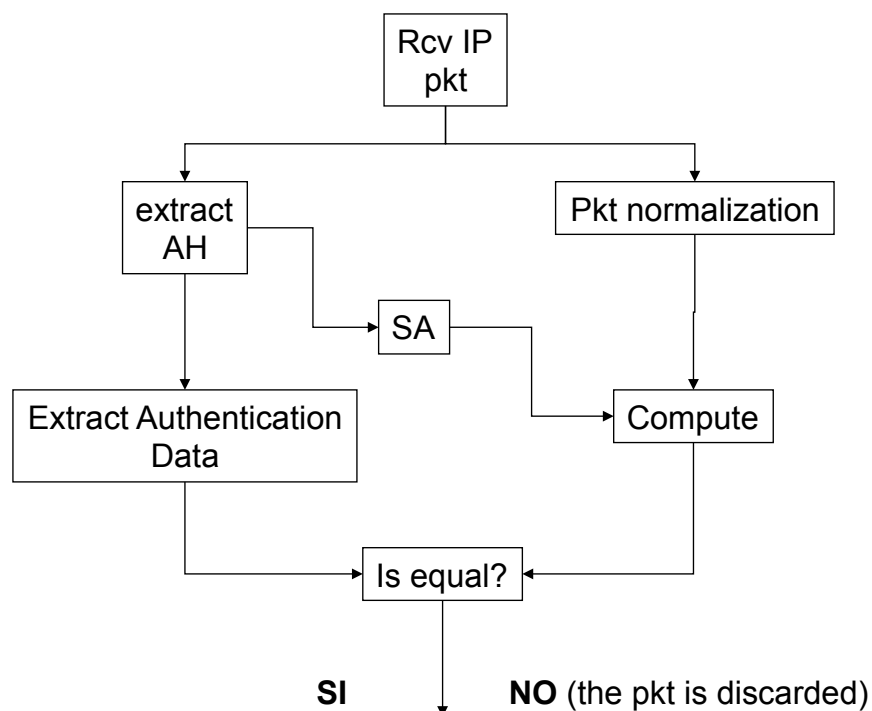 Rcv IP
pkt
extract
AH
Pkt normalization
SA
Extract Authentication
Data
Compute
Is equal?
SI
NO (the pkt is discarded)